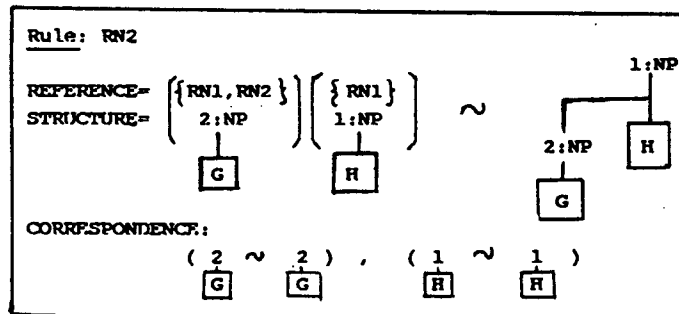 Rule: RN2
1:NP
REFERENCE= {RN1,RN2} {RN1}
STRUCTURE= 2:NP 1:NP ~
2:NP H
G H
G
CORRESPONDENCE:
( 2 ~ 2 ) , ( 1 ~ 1 )
G G H H